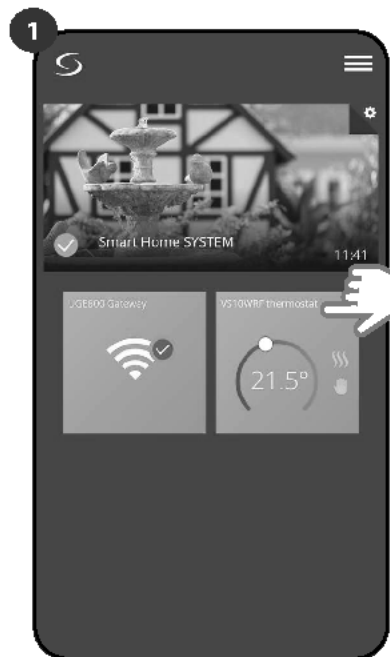 1
Smart Home SYSTEM
11:41
UGE600 Gateway
VS10WRF thermostat
21.5°